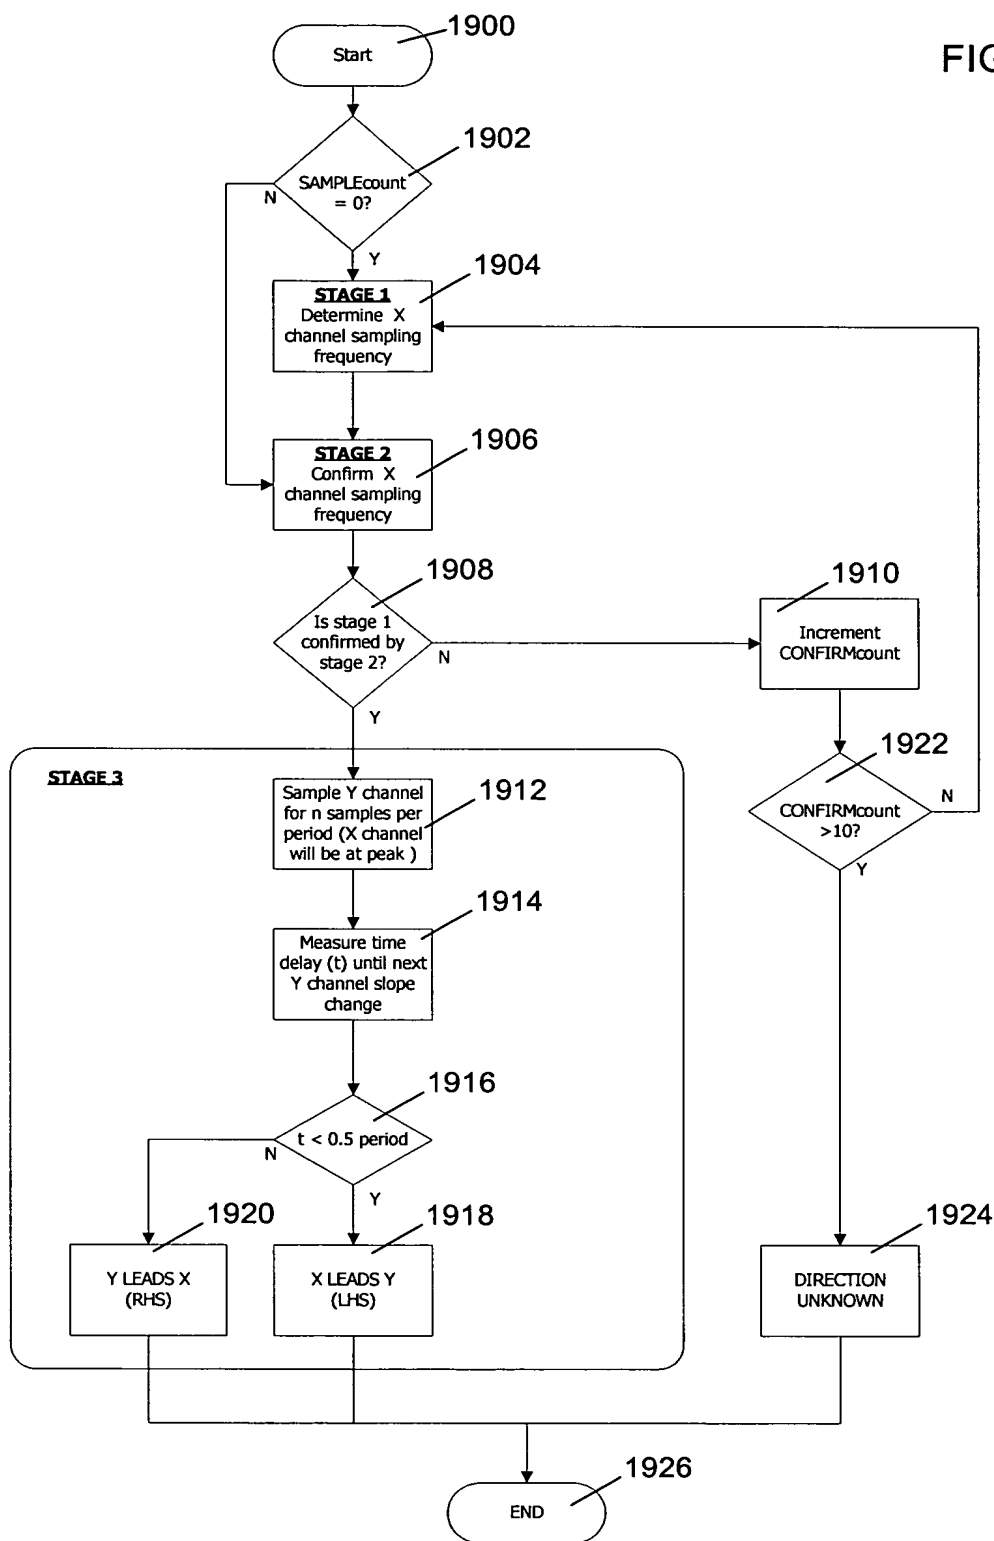 1900
Start
FIG
1902
SAMPLEcount
= 0?
N
Y
1904
STAGE 1
Determine X
channel sampling
frequency
1906
STAGE 2
Confirm X
channel sampling
frequency
1908
Is stage 1
confirmed by
stage 2?
N
Y
1910
Increment
CONFIRMcount
1922
CONFIRMcount
>10?
N
Y
STAGE 3
1912
Sample Y channel
for n samples per
period (X channel
will be at peak )
1914
Measure time
delay (t) until next
Y channel slope
change
1916
t < 0.5 period
N
Y
1920
Y LEADS X
(RHS)
1918
X LEADS Y
(LHS)
1924
DIRECTION
UNKNOWN
1926
END